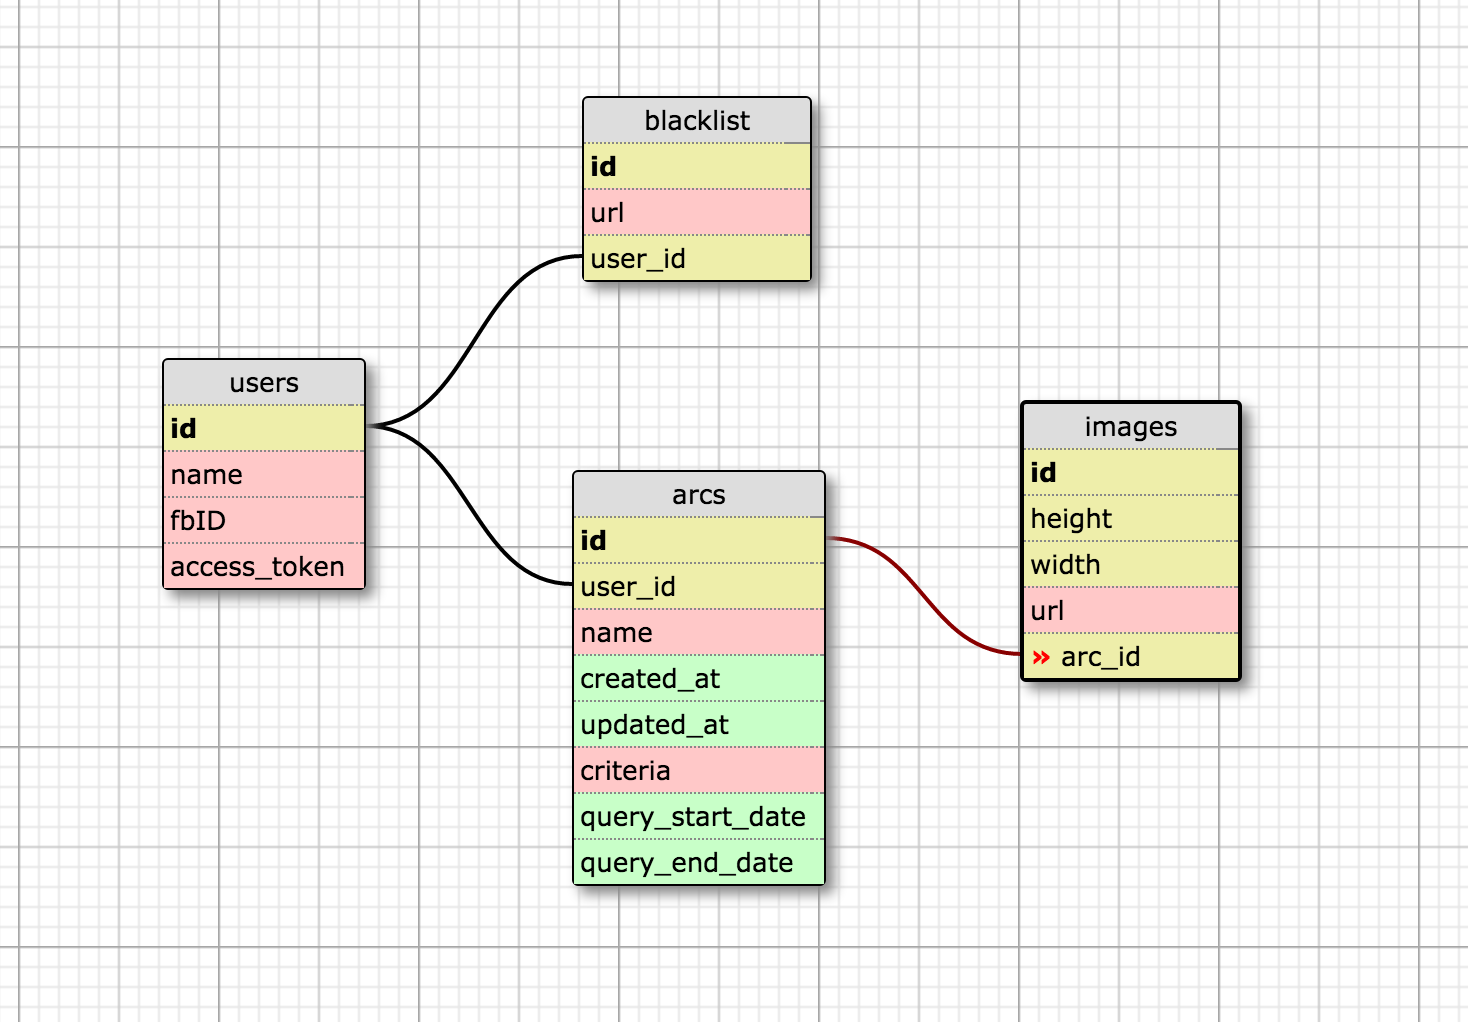 blacklist
id
url
user_id
users
id
name
fbID
access_token
arcs
id
user_id
name
created_at
updated_at
criteria
query_start_date
query_end_date
images
id
height
width
url
» arc_id